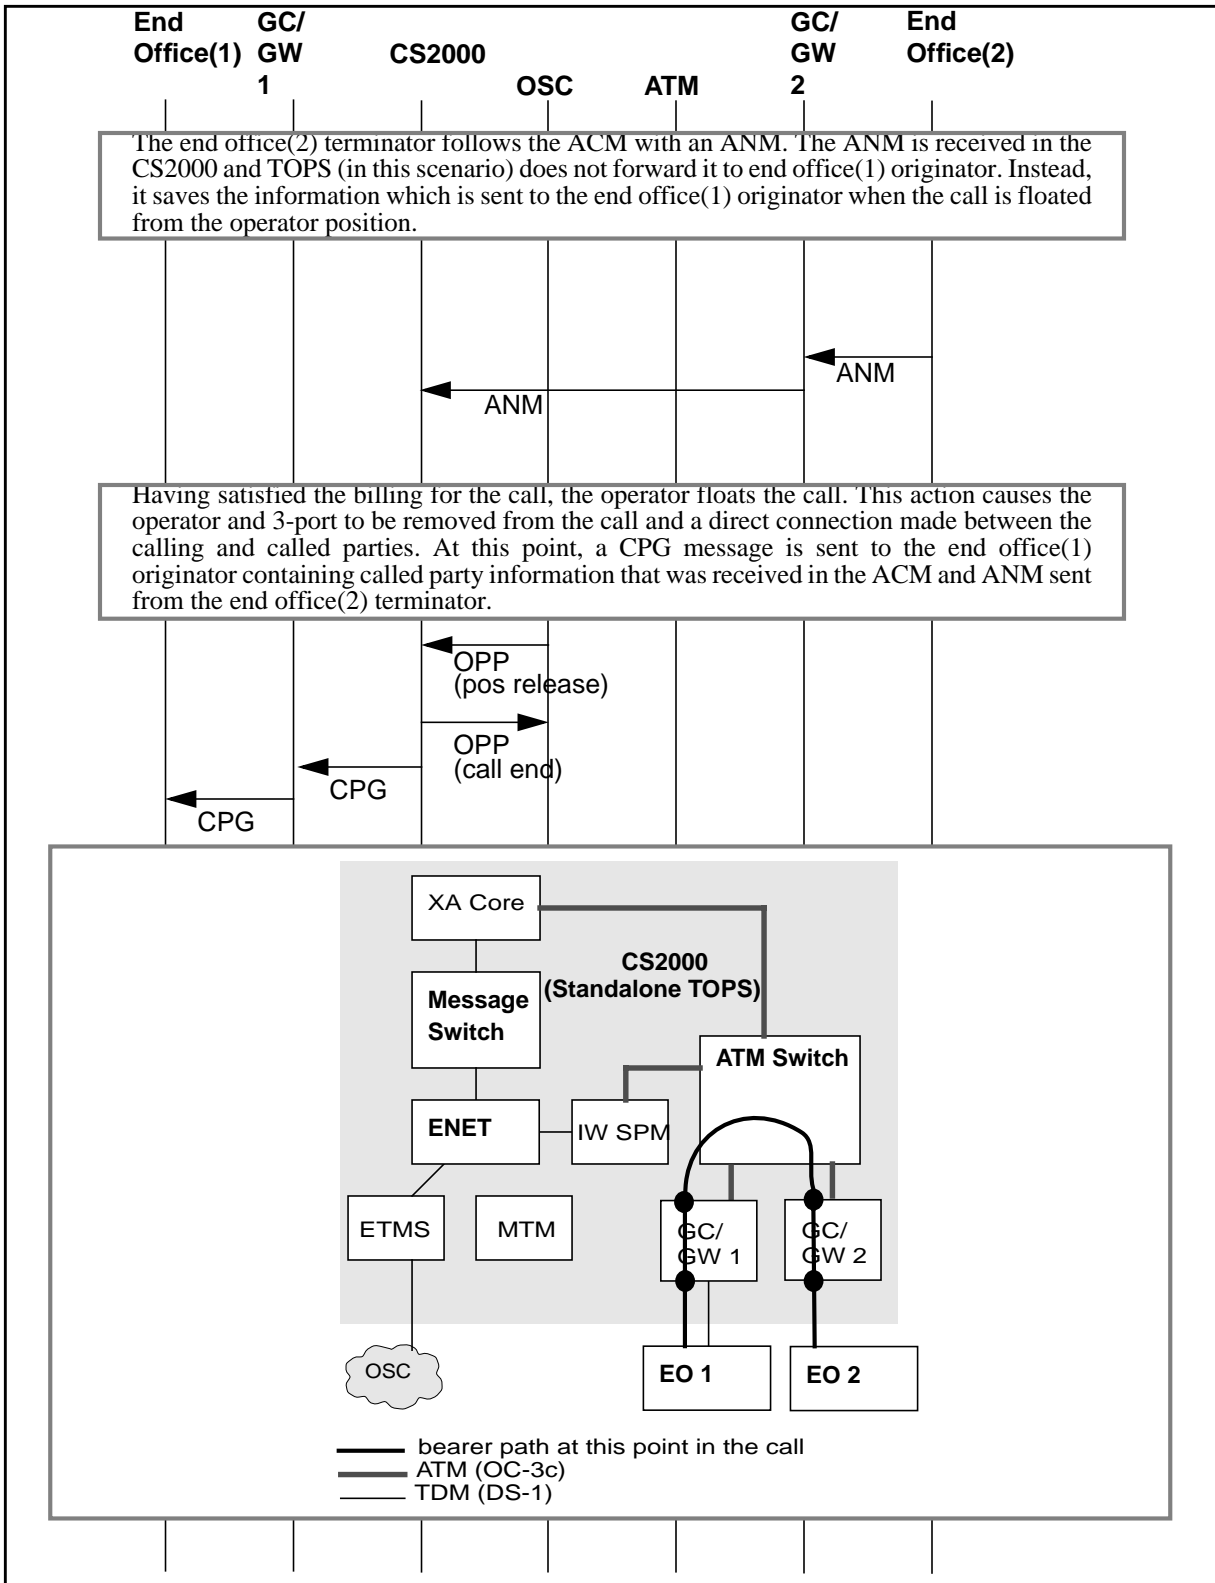 End
Office(1)
GC/
GW
1
CS2000
OSC
ATM
GC/
GW
2
End
Office(2)
The end office(2) terminator follows the ACM with an ANM. The ANM is received in the
CS2000 and TOPS (in this scenario) does not forward it to end office(1) originator. Instead,
it saves the information which is sent to the end office(1) originator when the call is floated
from the operator position.
ANM
ANM
Having satisfied the billing for the call, the operator floats the call. This action causes the
operator and 3-port to be removed from the call and a direct connection made between the
calling and called parties. At this point, a CPG message is sent to the end office(1)
originator containing called party information that was received in the ACM and ANM sent
from the end office(2) terminator.
OPP
(pos release)
OPP
(call end)
CPG
CPG
XA Core
CS2000
(Standalone TOPS)
Message
Switch
ATM Switch
ENET
IW SPM
ETMS
MTM
GC/
GW 1
GC/
GW 2
OSC
EO 1
EO 2
bearer path at this point in the call
ATM (OC-3c)
TDM (DS-1)